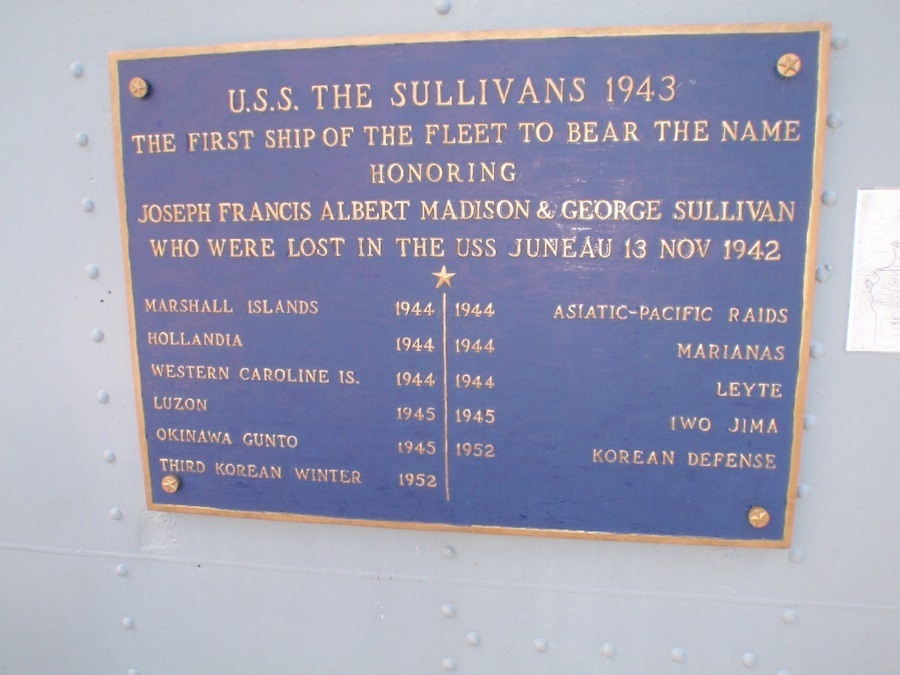 U.S.S. THE SULLIVANS 1943
THE FIRST SHIP OF THE FLEET TO BEAR THE NAME
HONORING
JOSEPH FRANCIS ALBERT MADISON & GEORGE SULLIVAN
WHO WERE LOST IN THE USS JUNEAU 13 NOV 1942
MARSHALL ISLANDS 1944 1944 ASIATIC-PACIFIC RAIDS
HOLLANDIA 1944 1944 MARIANAS
WESTERN CAROLINE IS. 1944 1944 LEYTE
LUZON 1945 1945 IWO JIMA
OKINAWA GUNTO 1945 1952 KOREAN DEFENSE
THIRD KOREAN WINTER 1952